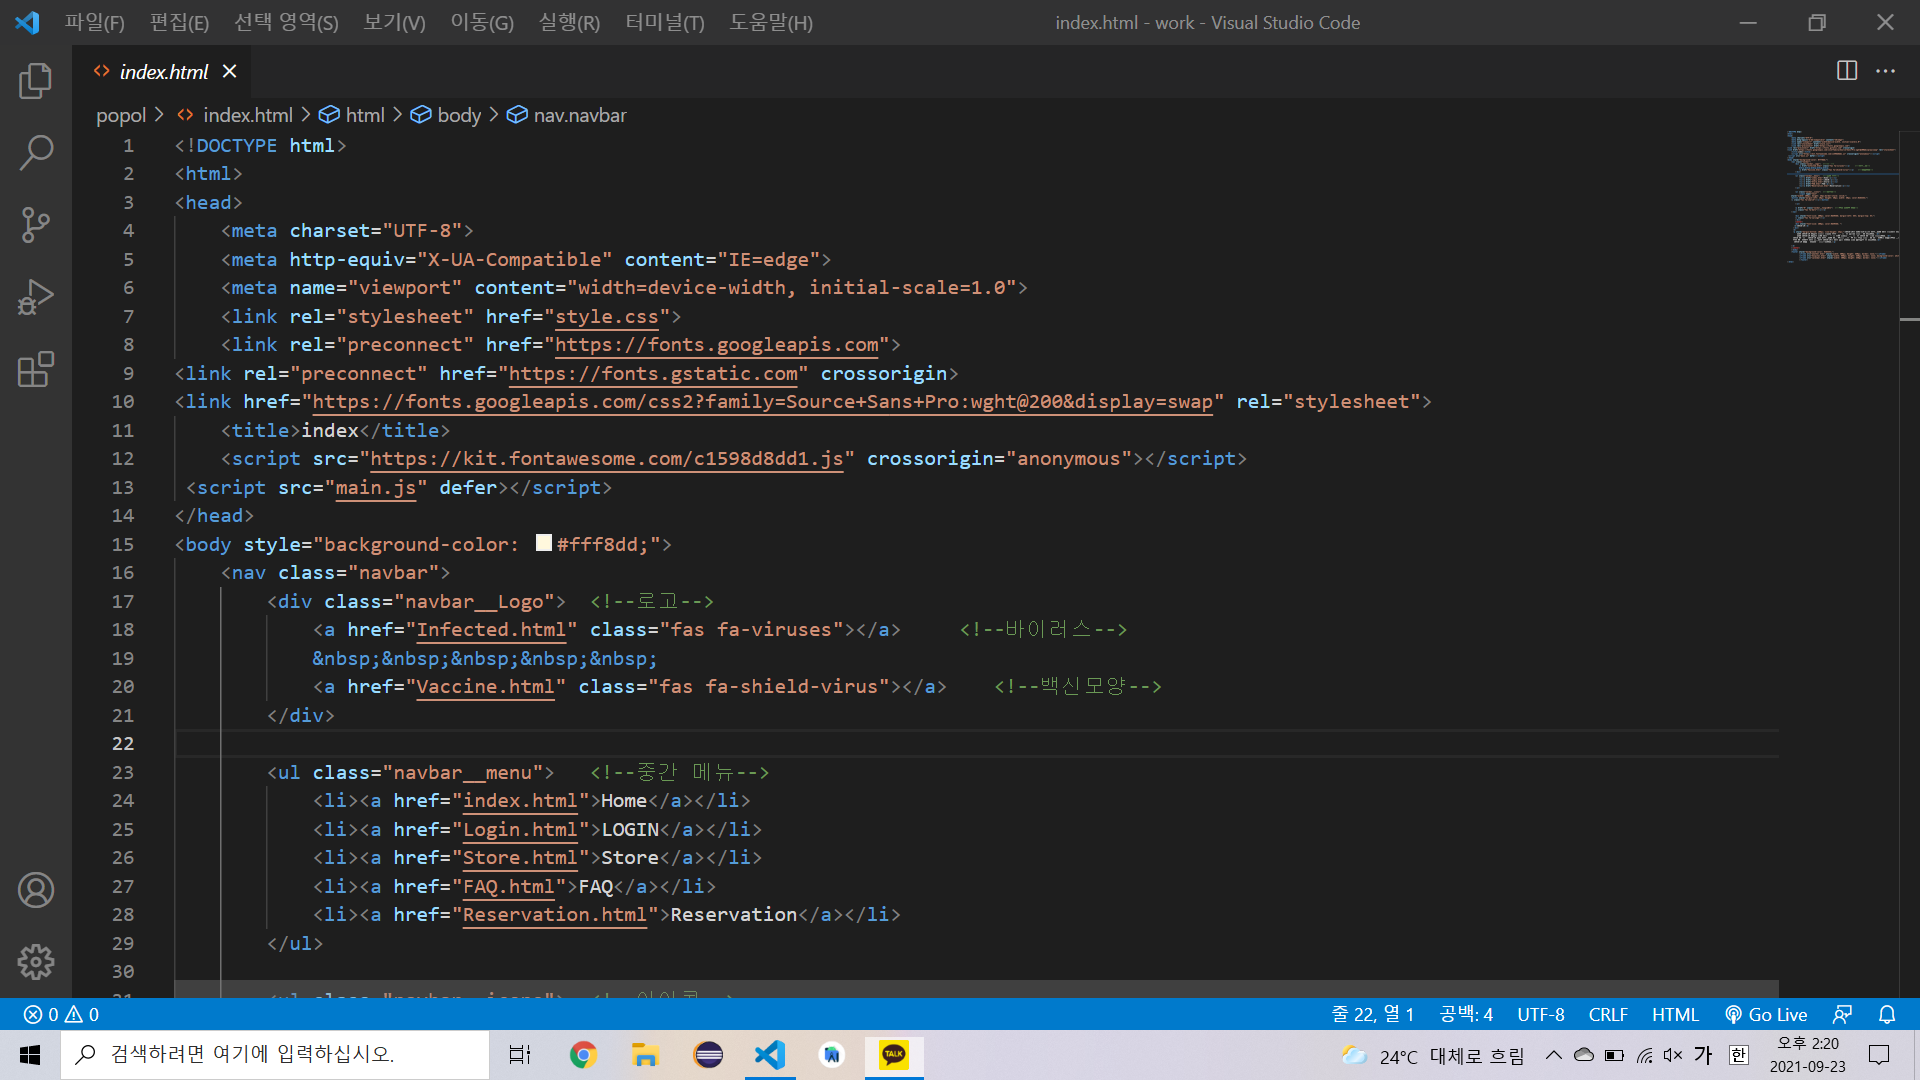 파일(F) 편집(E) 선택 영역(S) 보기(V) 이동(G) 실행(R) 터미널(T) 도움말(H) index.html - work - Visual Studio Code
index.html
popol > index.html > html > body > nav.navbar
1 <!DOCTYPE html>
2 <html>
3 <head>
4 <meta charset="UTF-8">
5 <meta http-equiv="X-UA-Compatible" content="IE=edge">
6 <meta name="viewport" content="width=device-width, initial-scale=1.0">
7 <link rel="stylesheet" href="style.css">
8 <link rel="preconnect" href="https://fonts.googleapis.com">
9 <link rel="preconnect" href="https://fonts.gstatic.com" crossorigin>
10 <link href="https://fonts.googleapis.com/css2?family=Source+Sans+Pro:wght@200&display=swap" rel="stylesheet">
11 <title>index</title>
12 <script src="https://kit.fontawesome.com/c1598d8dd1.js" crossorigin="anonymous"></script>
13 <script src="main.js" defer></script>
14 </head>
15 <body style="background-color: #fff8dd;">
16 <nav class="navbar">
17 <div class="navbar__Logo"> <!--로고-->
18 <a href="Infected.html" class="fas fa-viruses"></a> <!--바이러스-->
19 &nbsp;&nbsp;&nbsp;&nbsp;&nbsp;
20 <a href="Vaccine.html" class="fas fa-shield-virus"></a> <!--백신모양-->
21 </div>
22
23 <ul class="navbar__menu"> <!--중간 메뉴-->
24 <li><a href="index.html">Home</a></li>
25 <li><a href="Login.html">LOGIN</a></li>
26 <li><a href="Store.html">Store</a></li>
27 <li><a href="FAQ.html">FAQ</a></li>
28 <li><a href="Reservation.html">Reservation</a></li>
29 </ul>
30
0 0 줄 22, 열 1 공백: 4 UTF-8 CRLF HTML Go Live
검색하려면 여기에 입력하십시오. TALK 24°C 대체로 흐림 가 한 오후 2:20
2021-09-23